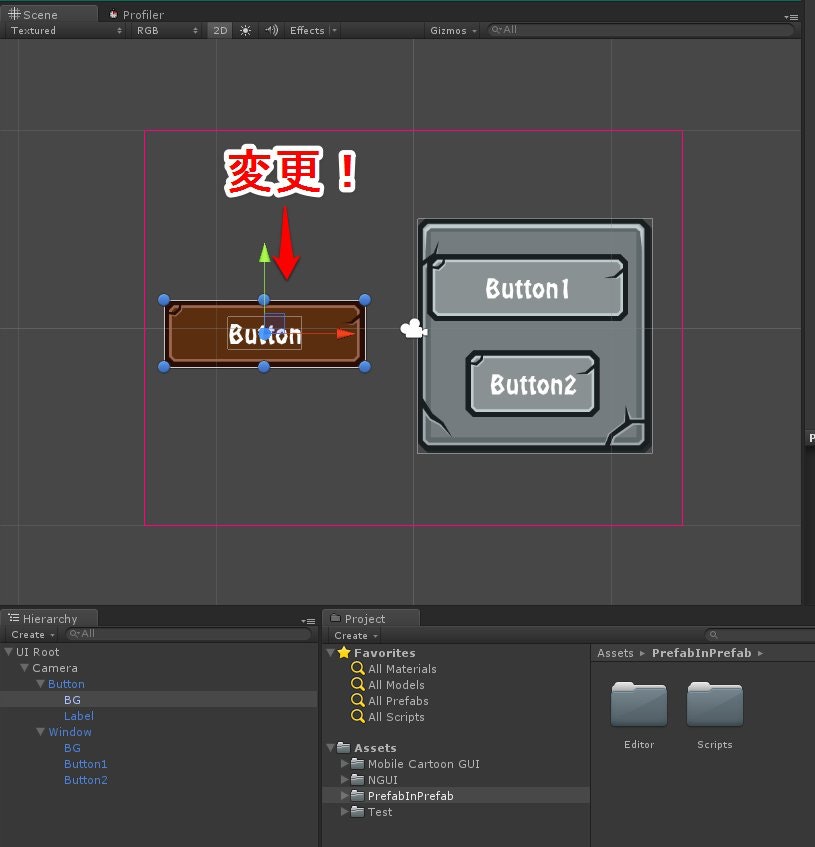 Scene
Profiler
Textured
RGB
2D
Effects
Gizmos
All
変更！
Button
Button1
Button2
P
Hierarchy
Create
All
UI Root
Camera
Button
BG
Label
Window
BG
Button1
Button2
Project
Create
Favorites
All Materials
All Models
All Prefabs
All Scripts
Assets
Mobile Cartoon GUI
NGUI
PrefabInPrefab
Test
Assets ▸ PrefabInPrefab ▸
Editor
Scripts